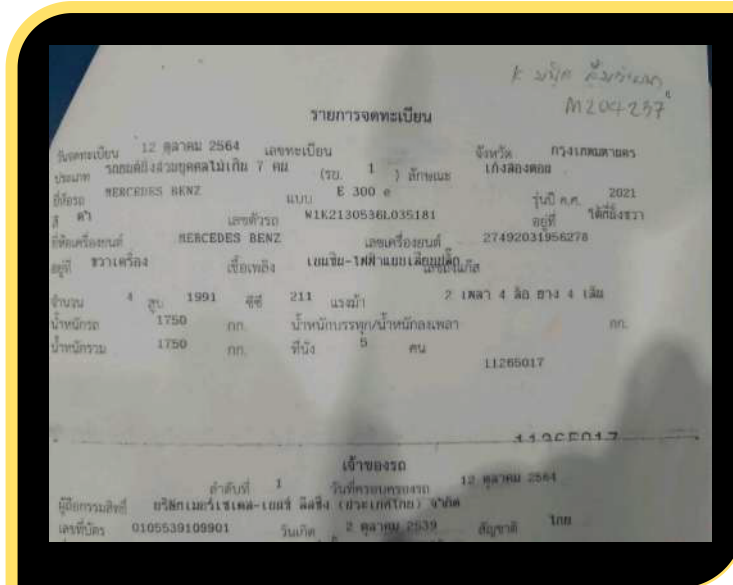 M204257
รายการจดทะเบียน
วันจดทะเบียน 12 ตุลาคม 2564 เลขทะเบียน จังหวัด กรุงเทพมหานคร
ประเภท รถยนต์นั่งส่วนบุคคลไม่เกิน 7 คน (รย. 1 ) ลักษณะ เก๋งสองตอน
ยี่ห้อรถ MERCEDES BENZ แบบ E 300 e รุ่นปี ค.ศ. 2021
สี ดำ เลขตัวรถ W1K2130536L035181 อยู่ที่ ใต้ที่นั่งขวา
ยี่ห้อเครื่องยนต์ MERCEDES BENZ เลขเครื่องยนต์ 27492031956278
อยู่ที่ ขวาเครื่อง เชื้อเพลิง เบนซิน-ไฟฟ้าแบบเสียบปลั๊ก เลขถังแก๊ส
จำนวน 4 สูบ 1991 ซีซี 211 แรงม้า 2 เพลา 4 ล้อ ยาง 4 เส้น
น้ำหนักรถ 1750 กก. น้ำหนักบรรทุก/น้ำหนักลงเพลา กก.
น้ำหนักรวม 1750 กก. ที่นั่ง 5 คน
11265017
11265017
เจ้าของรถ
ลำดับที่ 1 วันที่ครอบครองรถ 12 ตุลาคม 2564
ผู้ถือกรรมสิทธิ์ บริษัทเมอร์เซเดส-เบนซ์ ลีสซิ่ง (ประเทศไทย) จำกัด
เลขที่บัตร 0105539109901 วันเกิด 2 ตุลาคม 2539 สัญชาติ ไทย